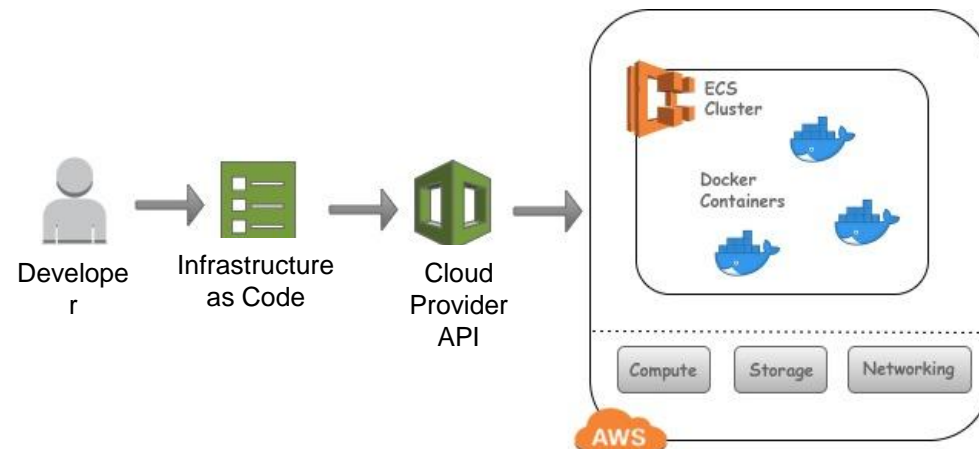 Develope
r
Infrastructure
as Code
Cloud
Provider
API
ECS
Cluster
Docker
Containers
Compute
Storage
Networking
AWS